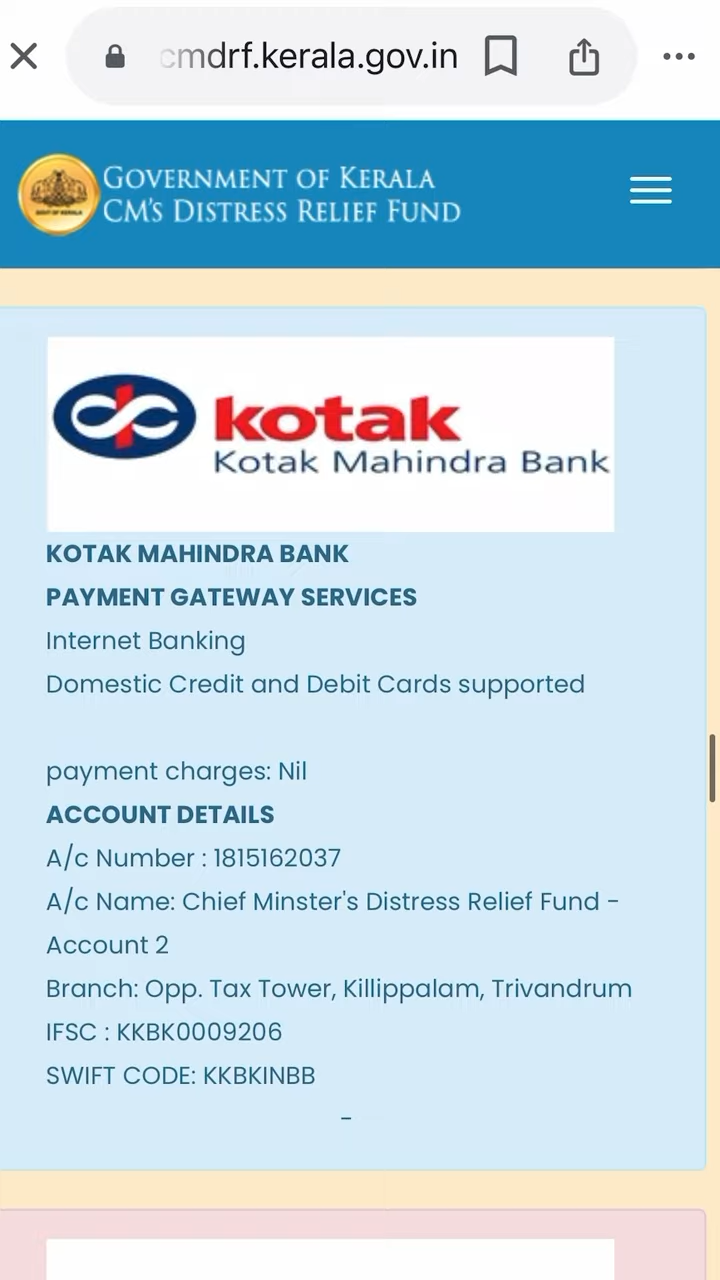 cmdrf.kerala.gov.in
GOVERNMENT OF KERALA
CM'S DISTRESS RELIEF FUND
kotak
Kotak Mahindra Bank
KOTAK MAHINDRA BANK
PAYMENT GATEWAY SERVICES
Internet Banking
Domestic Credit and Debit Cards supported
payment charges: Nil
ACCOUNT DETAILS
A/c Number : 1815162037
A/c Name: Chief Minster's Distress Relief Fund -
Account 2
Branch: Opp. Tax Tower, Killippalam, Trivandrum
IFSC : KKBK0009206
SWIFT CODE: KKBKINBB
-